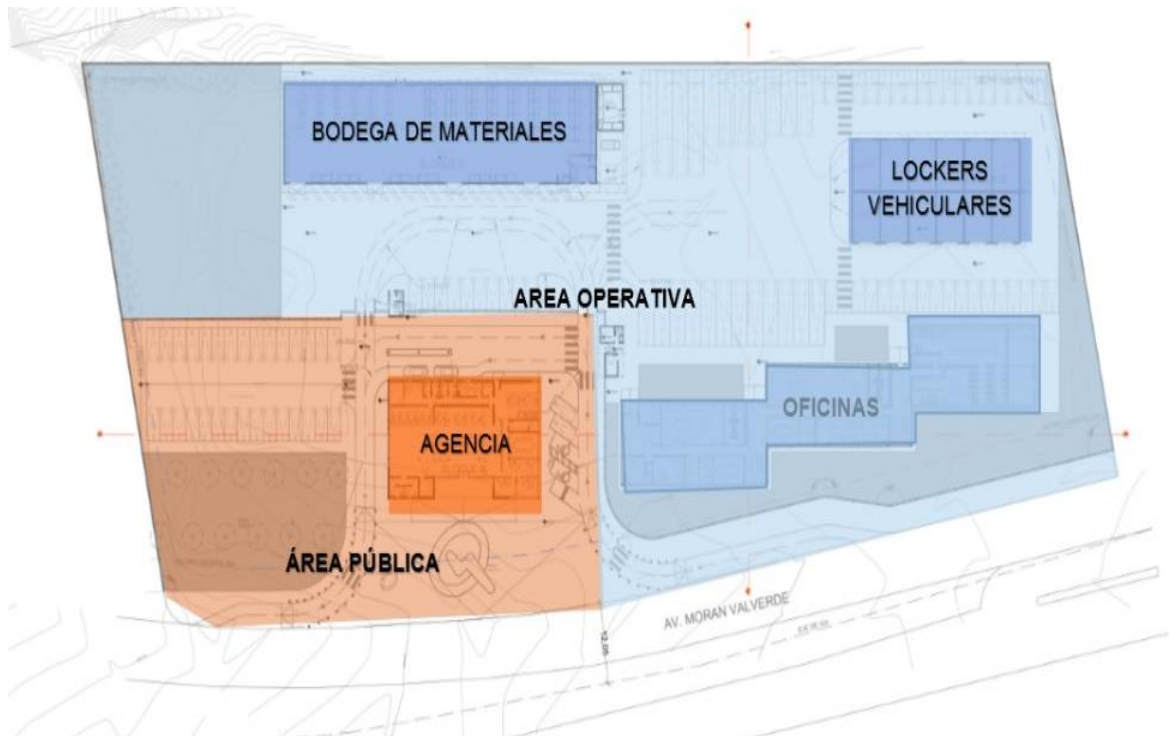 BODEGA DE MATERIALES
LOCKERS
VEHICULARES
AREA OPERATIVA
OFICINAS
AGENCIA
ÁREA PÚBLICA
AV. MORAN VALVERDE